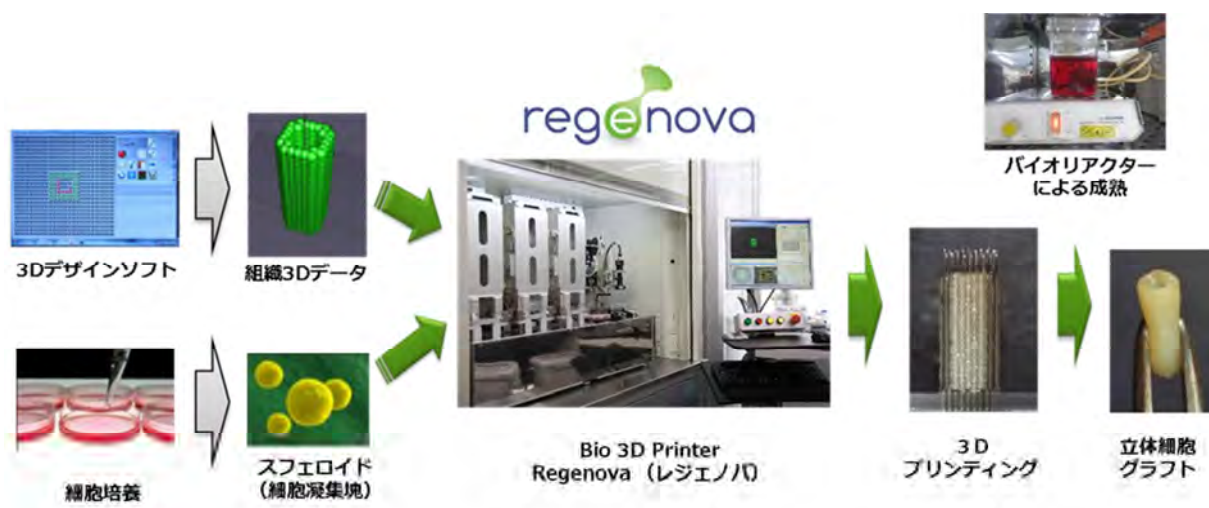 regenova
バイオリアクター
による成熟
3Dデザインソフト
組織3Dデータ
細胞培養
スフェロイド
（細胞凝集塊）
Bio 3D Printer
Regenova（レジェノバ）
３Ｄ
プリンティング
立体細胞
グラフト